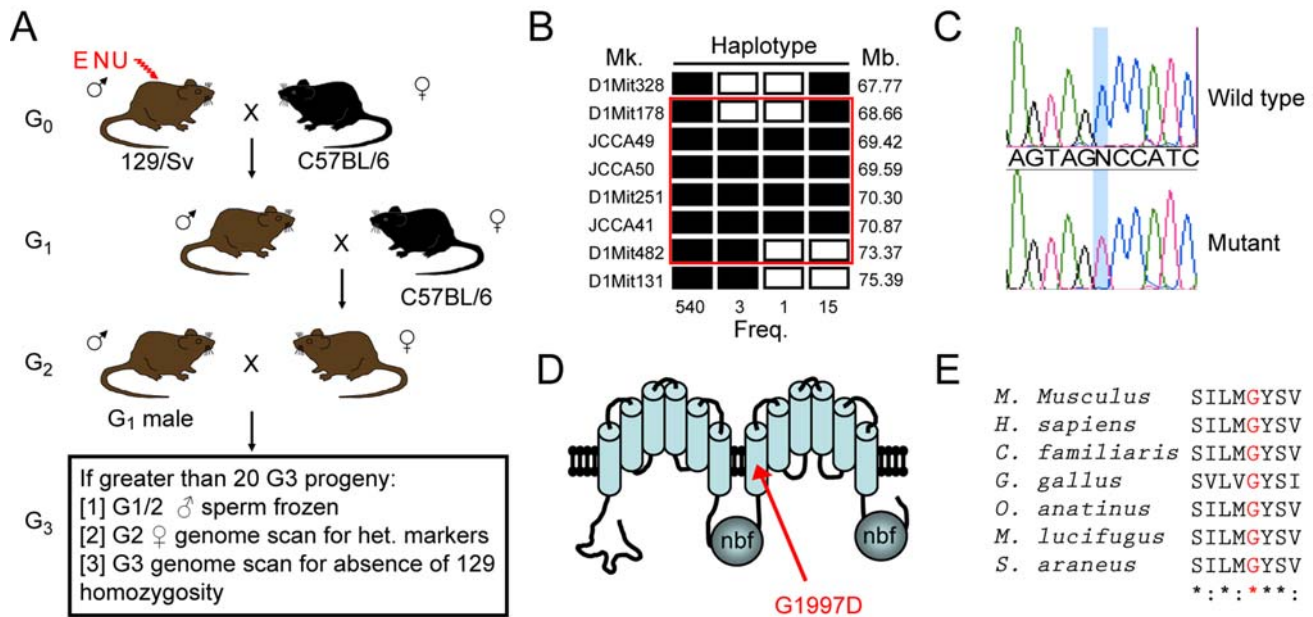 A
ENU
♂
♀
G0
X
129/Sv
C57BL/6
♂
♀
G1
X
C57BL/6
♂
♀
G2
X
G1 male
G3
If greater than 20 G3 progeny:
[1] G1/2 ♂ sperm frozen
[2] G2 ♀ genome scan for het. markers
[3] G3 genome scan for absence of 129
homozygosity
B
Haplotype
Mk. Mb.
D1Mit328 67.77
D1Mit178 68.66
JCCA49 69.42
JCCA50 69.59
D1Mit251 70.30
JCCA41 70.87
D1Mit482 73.37
D1Mit131 75.39
540 3 1 15
Freq.
C
Wild type
AGTAGNCCATC
Mutant
D
nbf
nbf
G1997D
E
M. Musculus SILMGYSV
H. sapiens SILMGYSV
C. familiaris SILMGYSV
G. gallus SVLVGYSI
O. anatinus SILMGYSV
M. lucifugus SILMGYSV
S. araneus SILMGYSV
*:*:***: